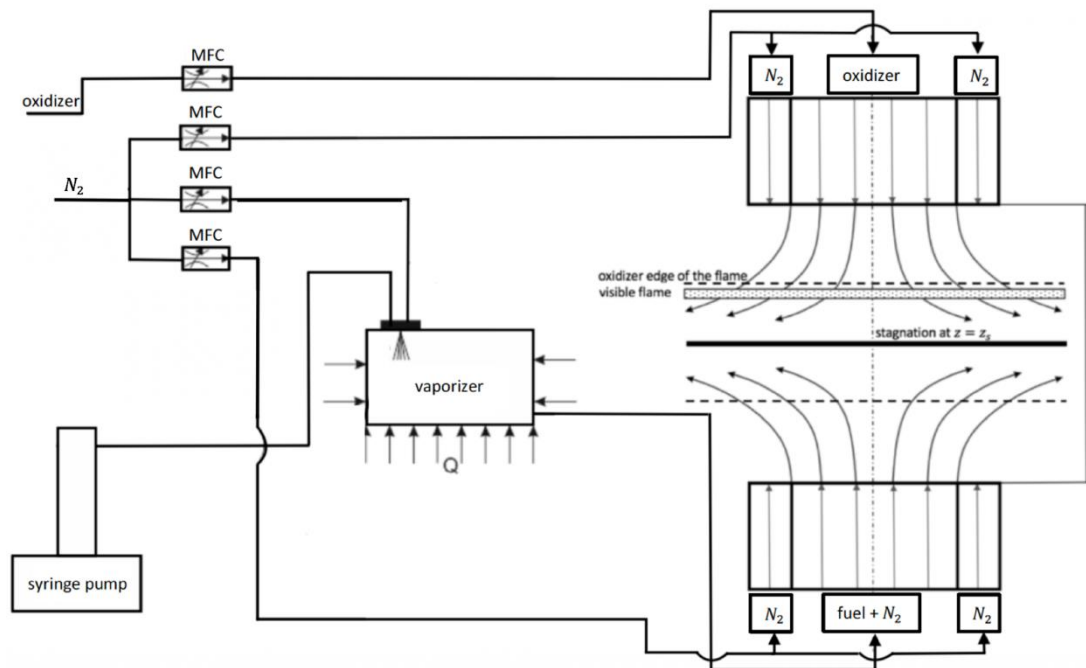 MFC
oxidizer
MFC
N₂
MFC
MFC
N₂
oxidizer
N₂
oxidizer edge of the flame
visible flame
stagnation at z = zₛ
vaporizer
Q
syringe pump
N₂
fuel + N₂
N₂